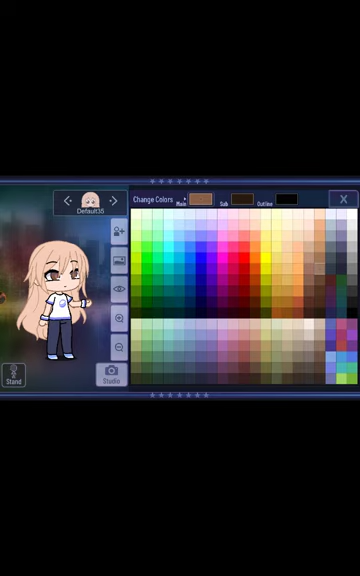 Change Colors
Main
Sub
Outline
X
Default35
Stand
Studio